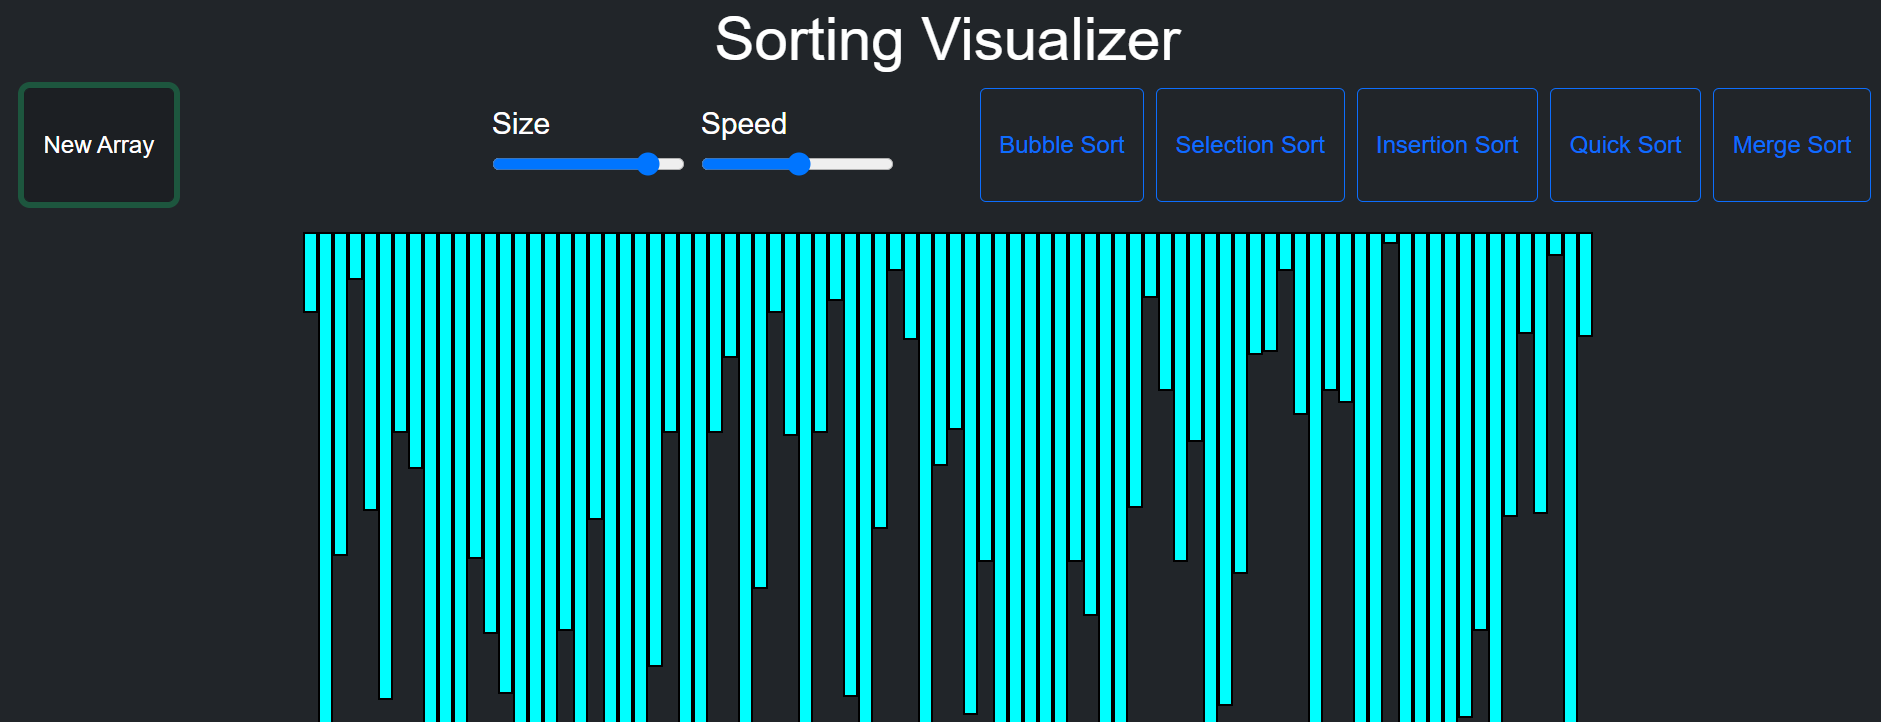 Sorting Visualizer
New Array
Size
Speed
Bubble Sort
Selection Sort
Insertion Sort
Quick Sort
Merge Sort